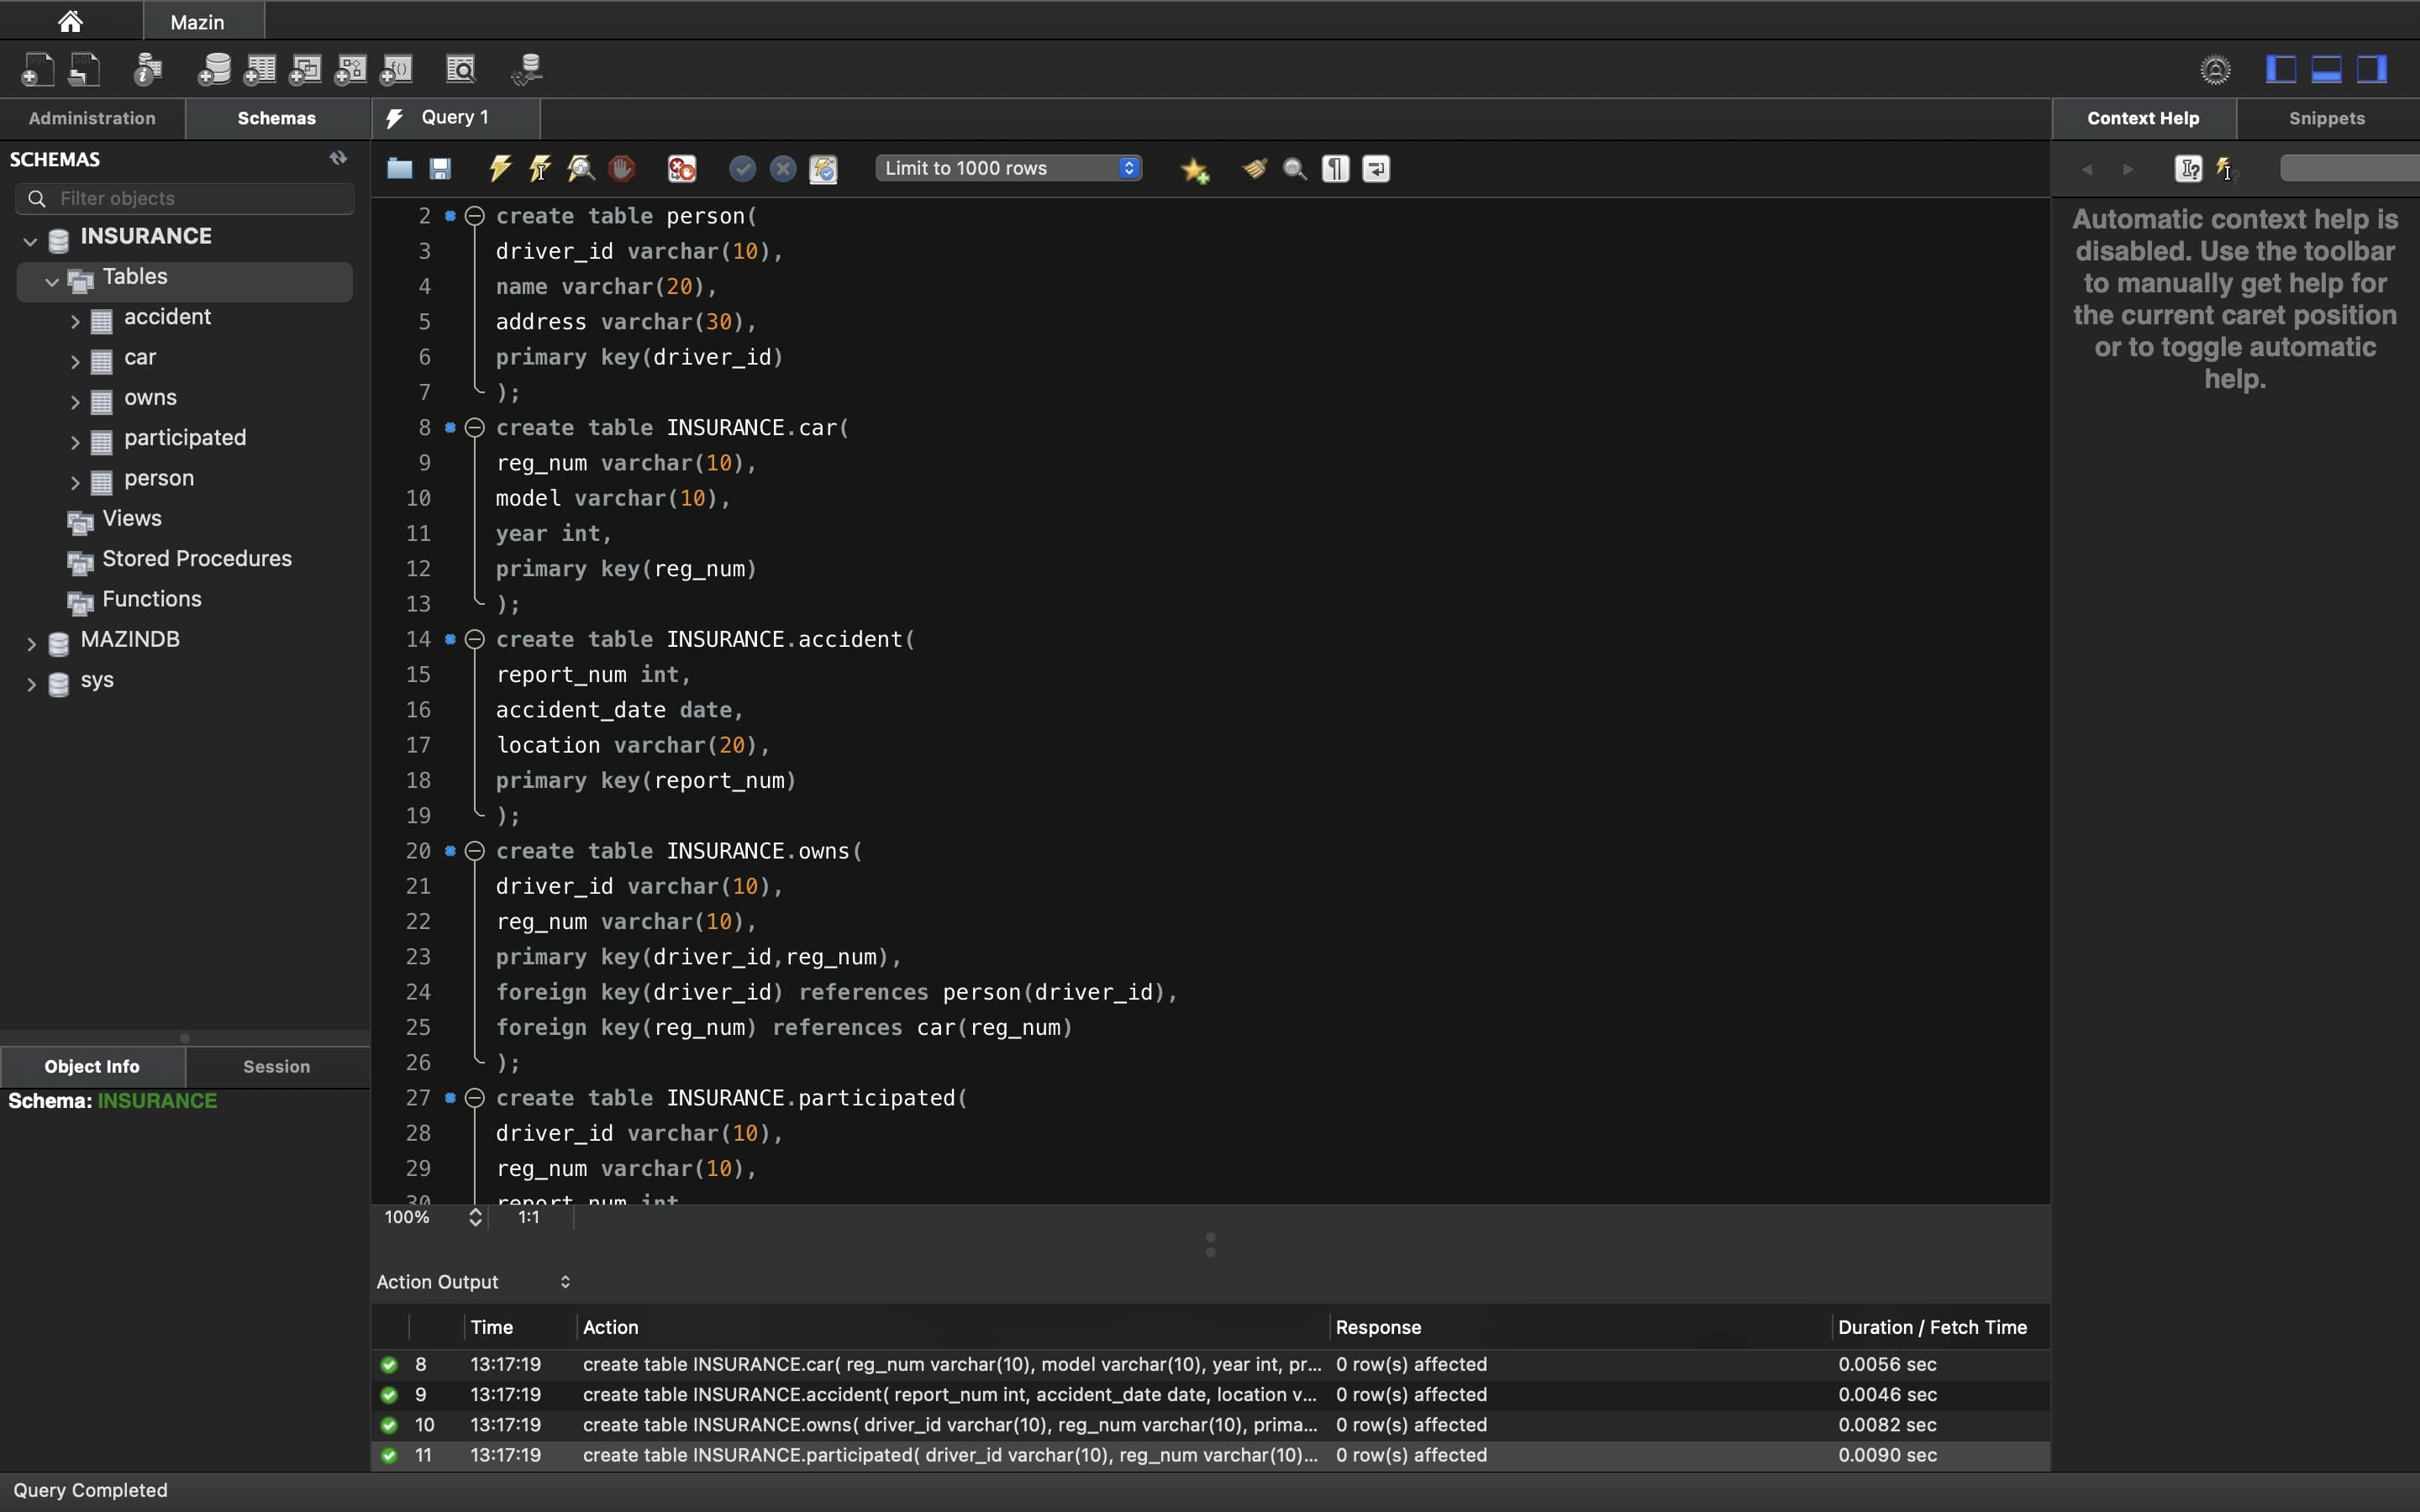 Mazin
Administration
Schemas
Query 1
Context Help
Snippets
SCHEMAS
Filter objects
Limit to 1000 rows
INSURANCE
Tables
accident
car
owns
participated
person
Views
Stored Procedures
Functions
MAZINDB
sys
Object Info
Session
Schema: INSURANCE
2 create table person(
3 driver_id varchar(10),
4 name varchar(20),
5 address varchar(30),
6 primary key(driver_id)
7 );
8 create table INSURANCE.car(
9 reg_num varchar(10),
10 model varchar(10),
11 year int,
12 primary key(reg_num)
13 );
14 create table INSURANCE.accident(
15 report_num int,
16 accident_date date,
17 location varchar(20),
18 primary key(report_num)
19 );
20 create table INSURANCE.owns(
21 driver_id varchar(10),
22 reg_num varchar(10),
23 primary key(driver_id,reg_num),
24 foreign key(driver_id) references person(driver_id),
25 foreign key(reg_num) references car(reg_num)
26 );
27 create table INSURANCE.participated(
28 driver_id varchar(10),
29 reg_num varchar(10),
30 report_num int
100% 1:1
Automatic context help is
disabled. Use the toolbar
to manually get help for
the current caret position
or to toggle automatic
help.
Action Output
Time Action Response Duration / Fetch Time
8 13:17:19 create table INSURANCE.car( reg_num varchar(10), model varchar(10), year int, pr... 0 row(s) affected 0.0056 sec
9 13:17:19 create table INSURANCE.accident( report_num int, accident_date date, location v... 0 row(s) affected 0.0046 sec
10 13:17:19 create table INSURANCE.owns( driver_id varchar(10), reg_num varchar(10), prima... 0 row(s) affected 0.0082 sec
11 13:17:19 create table INSURANCE.participated( driver_id varchar(10), reg_num varchar(10)... 0 row(s) affected 0.0090 sec
Query Completed